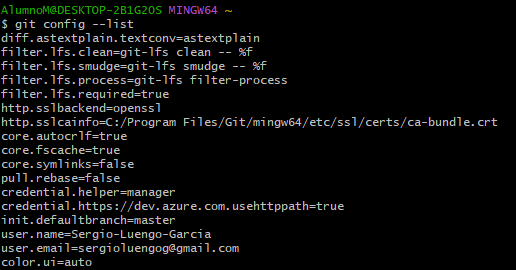 AlumnoM@DESKTOP-2B1G2OS MINGW64 ~
$ git config --list
diff.astextplain.textconv=astextplain
filter.lfs.clean=git-lfs clean -- %f
filter.lfs.smudge=git-lfs smudge -- %f
filter.lfs.process=git-lfs filter-process
filter.lfs.required=true
http.sslbackend=openssl
http.sslcainfo=C:/Program Files/Git/mingw64/etc/ssl/certs/ca-bundle.crt
core.autocrlf=true
core.fscache=true
core.symlinks=false
pull.rebase=false
credential.helper=manager
credential.https://dev.azure.com.usehttppath=true
init.defaultbranch=master
user.name=Sergio-Luengo-Garcia
user.email=sergioluengog@gmail.com
color.ui=auto